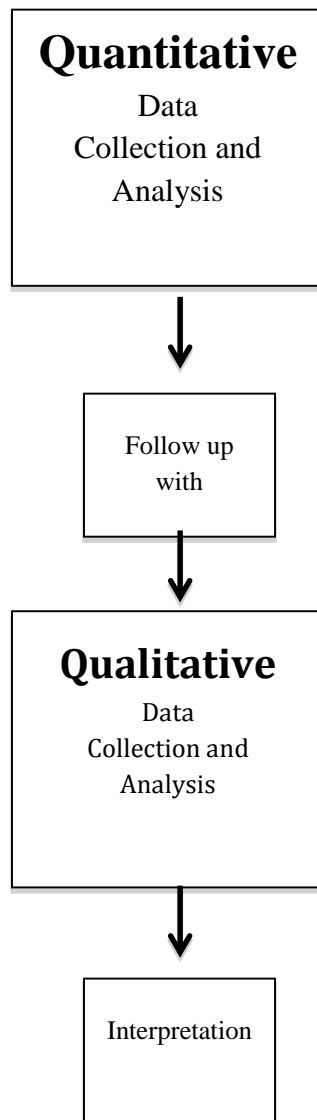 Quantitative
Data
Collection and
Analysis
Follow up
with
Qualitative
Data
Collection and
Analysis
Interpretation